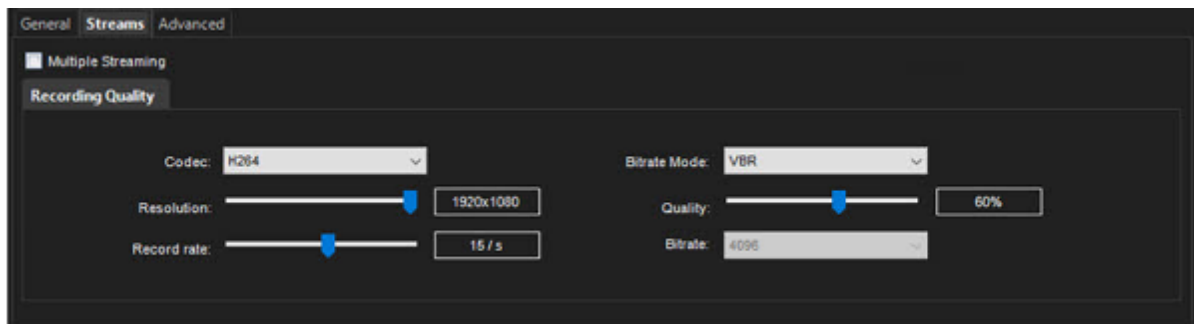 General Streams Advanced
Multiple Streaming
Recording Quality
Codec: H264 Bitrate Mode: VBR
Resolution: 1920x1080 Quality: 60%
Record rate: 15 / s Bitrate: 4096